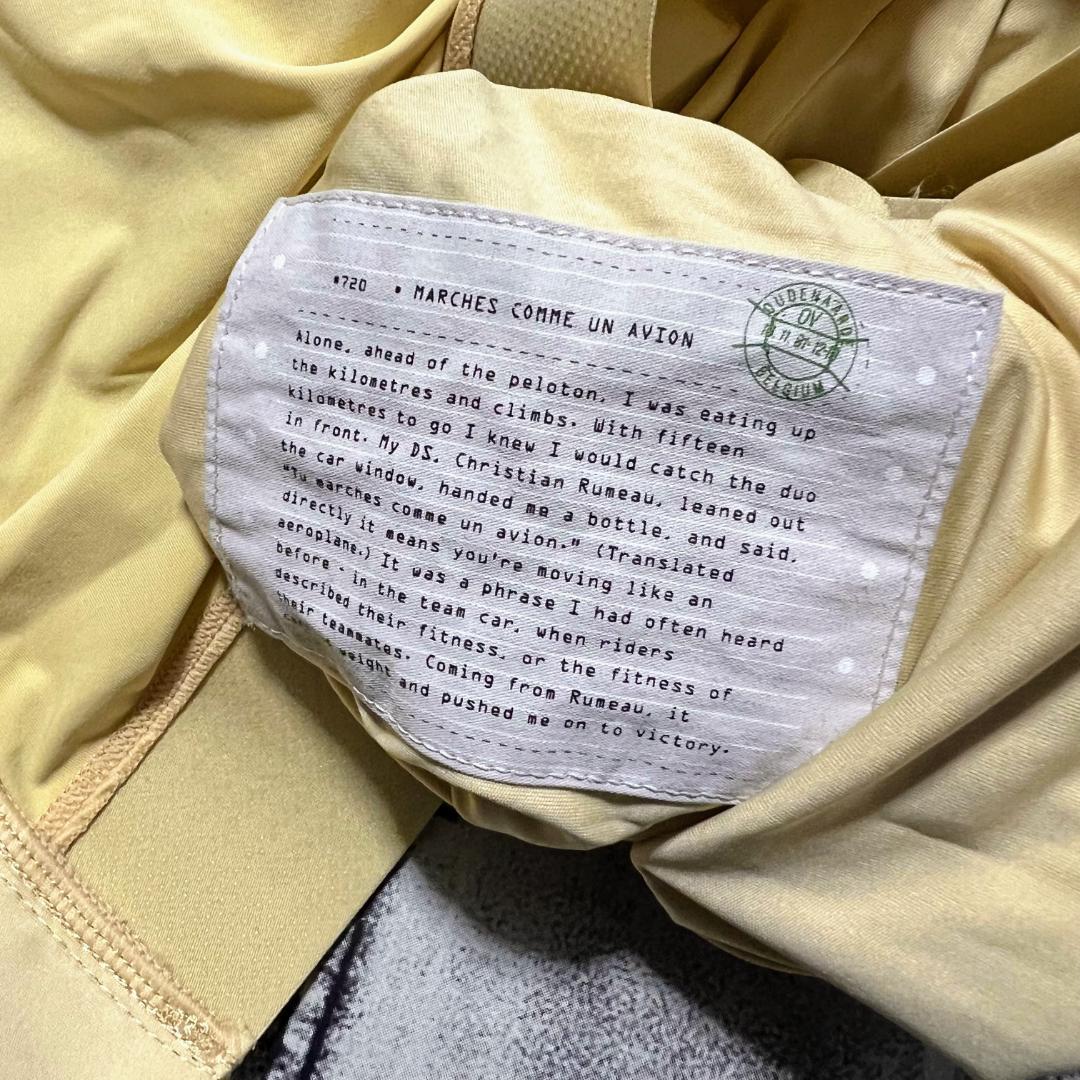 #720 • MARCHES COMME UN AVION
OUDENAARDE
OV
BELGIUM
Alone, ahead of the peloton, I was eating up
the kilometres and climbs. With fifteen
kilometres to go I knew I would catch the duo
in front. My DS, Christian Rumeau, leaned out
the car window, handed me a bottle, and said,
"Tu marches comme un avion." (Translated
directly it means you're moving like an
aeroplane.) It was a phrase I had often heard
before - in the team car, when riders
described their fitness, or the fitness of
their teammates. Coming from Rumeau, it
weight and pushed me on to victory.